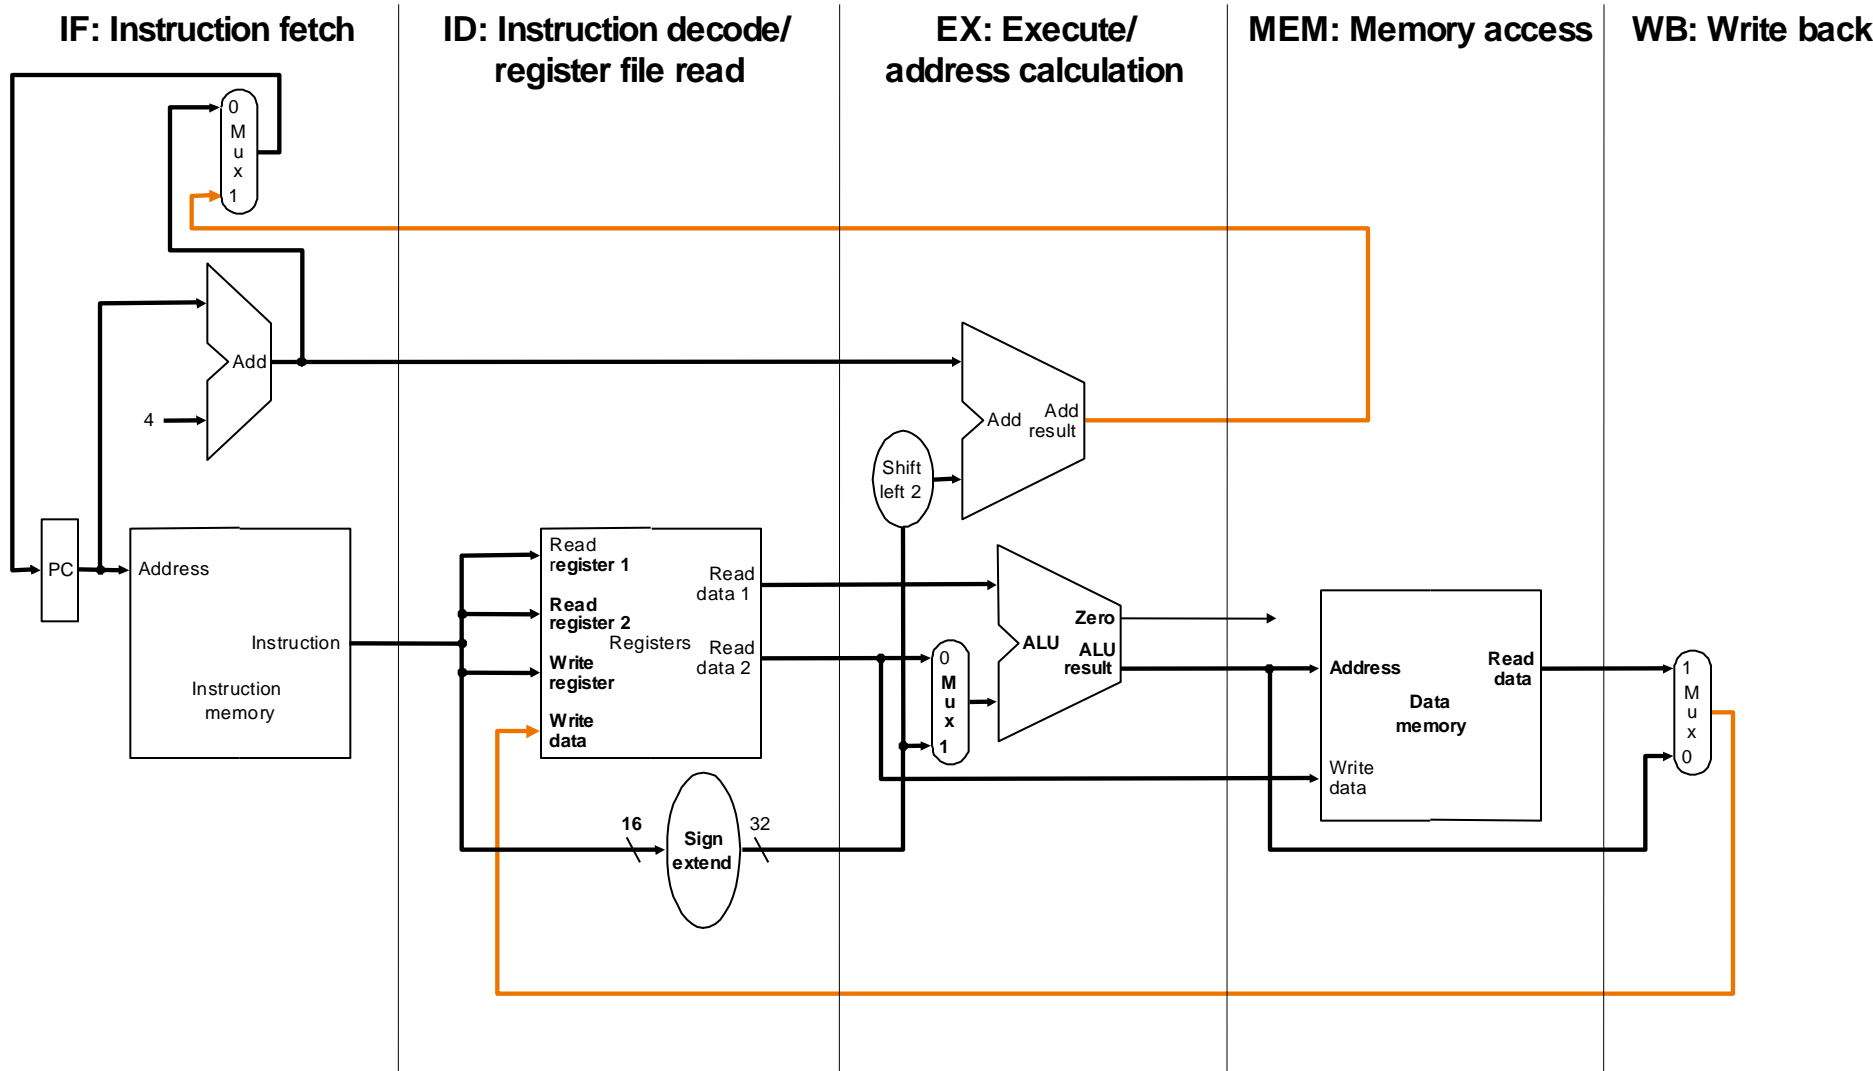 IF: Instruction fetch
ID: Instruction decode/
register file read
EX: Execute/
address calculation
MEM: Memory access
WB: Write back
0
M
u
x
1
Add
4
PC
Address
Instruction
Instruction
memory
Read
register 1
Read
register 2
Write
register
Write
data
Registers
Read
data 1
Read
data 2
16
Sign
extend
32
Shift
left 2
Add
Add
result
0
M
u
x
1
ALU
Zero
ALU
result
Address
Data
memory
Read
data
Write
data
1
M
u
x
0